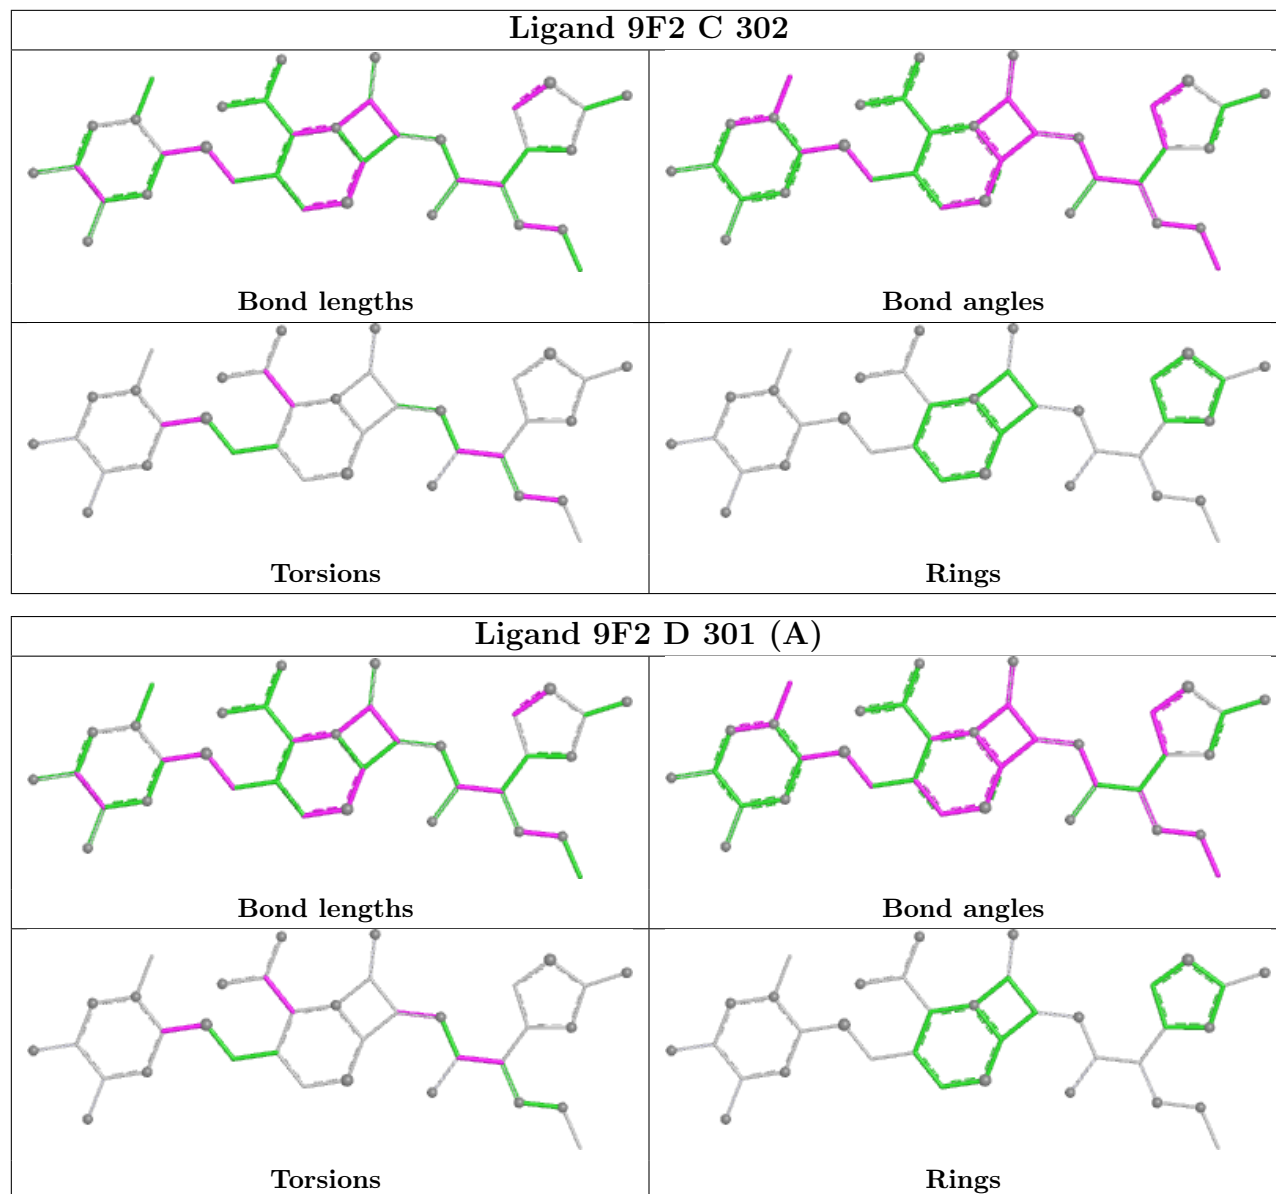 Ligand 9F2 C 302
Bond lengths
Bond angles
Torsions
Rings
Ligand 9F2 D 301 (A)
Bond lengths
Bond angles
Torsions
Rings